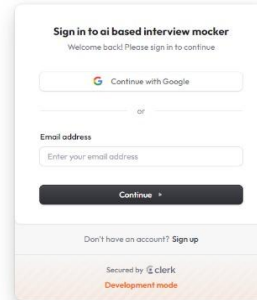 Sign in to ai based interview mocker
Welcome back! Please sign in to continue
Continue with Google
or
Email address
Enter your email address
Continue
Don't have an account? Sign up
Secured by clerk
Development mode